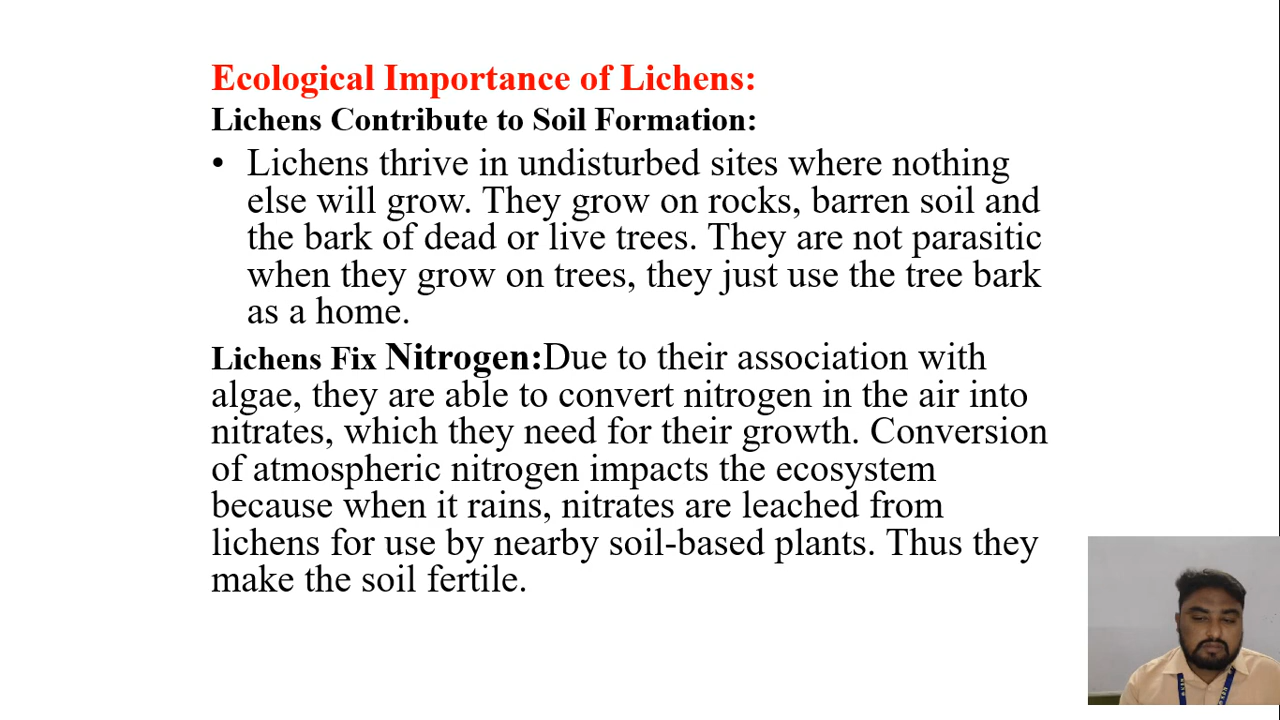 Ecological Importance of Lichens:
Lichens Contribute to Soil Formation:
• Lichens thrive in undisturbed sites where nothing
else will grow. They grow on rocks, barren soil and
the bark of dead or live trees. They are not parasitic
when they grow on trees, they just use the tree bark
as a home.
Lichens Fix Nitrogen:Due to their association with
algae, they are able to convert nitrogen in the air into
nitrates, which they need for their growth. Conversion
of atmospheric nitrogen impacts the ecosystem
because when it rains, nitrates are leached from
lichens for use by nearby soil-based plants. Thus they
make the soil fertile.